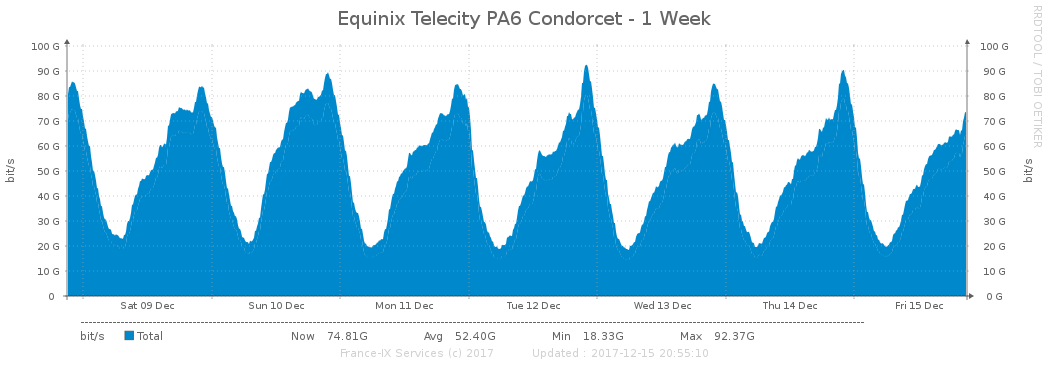 Equinix Telecity PA6 Condorcet - 1 Week
RRDTOOL / TOBI OETIKER
100 G 100 G
90 G 90 G
80 G 80 G
70 G 70 G
60 G 60 G
50 G 50 G
40 G 40 G
30 G 30 G
20 G 20 G
10 G 10 G
0 0 G
bit/s bit/s
Sat 09 Dec Sun 10 Dec Mon 11 Dec Tue 12 Dec Wed 13 Dec Thu 14 Dec Fri 15 Dec
bit/s Total Now 74.81G Avg 52.40G Min 18.33G Max 92.37G
France-IX Services (c) 2017 Updated : 2017-12-15 20:55:10